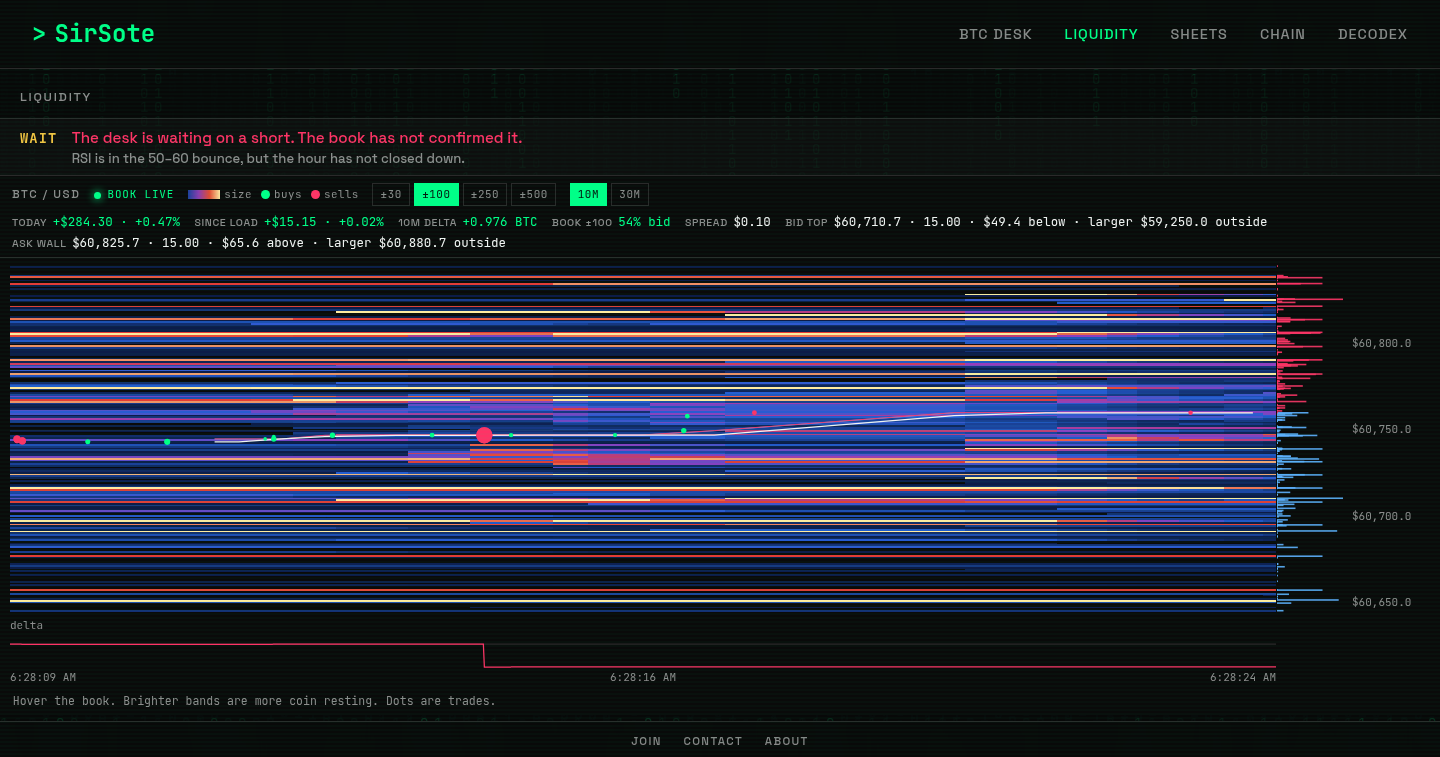 > SirSote
BTC DESK LIQUIDITY SHEETS CHAIN DECODEX
LIQUIDITY
WAIT The desk is waiting on a short. The book has not confirmed it.
RSI is in the 50–60 bounce, but the hour has not closed down.
BTC / USD BOOK LIVE size buys sells ±30 ±100 ±250 ±500 10M 30M
TODAY +$284.30 · +0.47% SINCE LOAD +$15.15 · +0.02% 10M DELTA +0.976 BTC BOOK ±100 54% bid SPREAD $0.10 BID TOP $60,710.7 · 15.00 · $49.4 below · larger $59,250.0 outside
ASK WALL $60,825.7 · 15.00 · $65.6 above · larger $60,880.7 outside
$60,800.0
$60,750.0
$60,700.0
$60,650.0
delta
6:28:09 AM 6:28:16 AM 6:28:24 AM
Hover the book. Brighter bands are more coin resting. Dots are trades.
JOIN CONTACT ABOUT